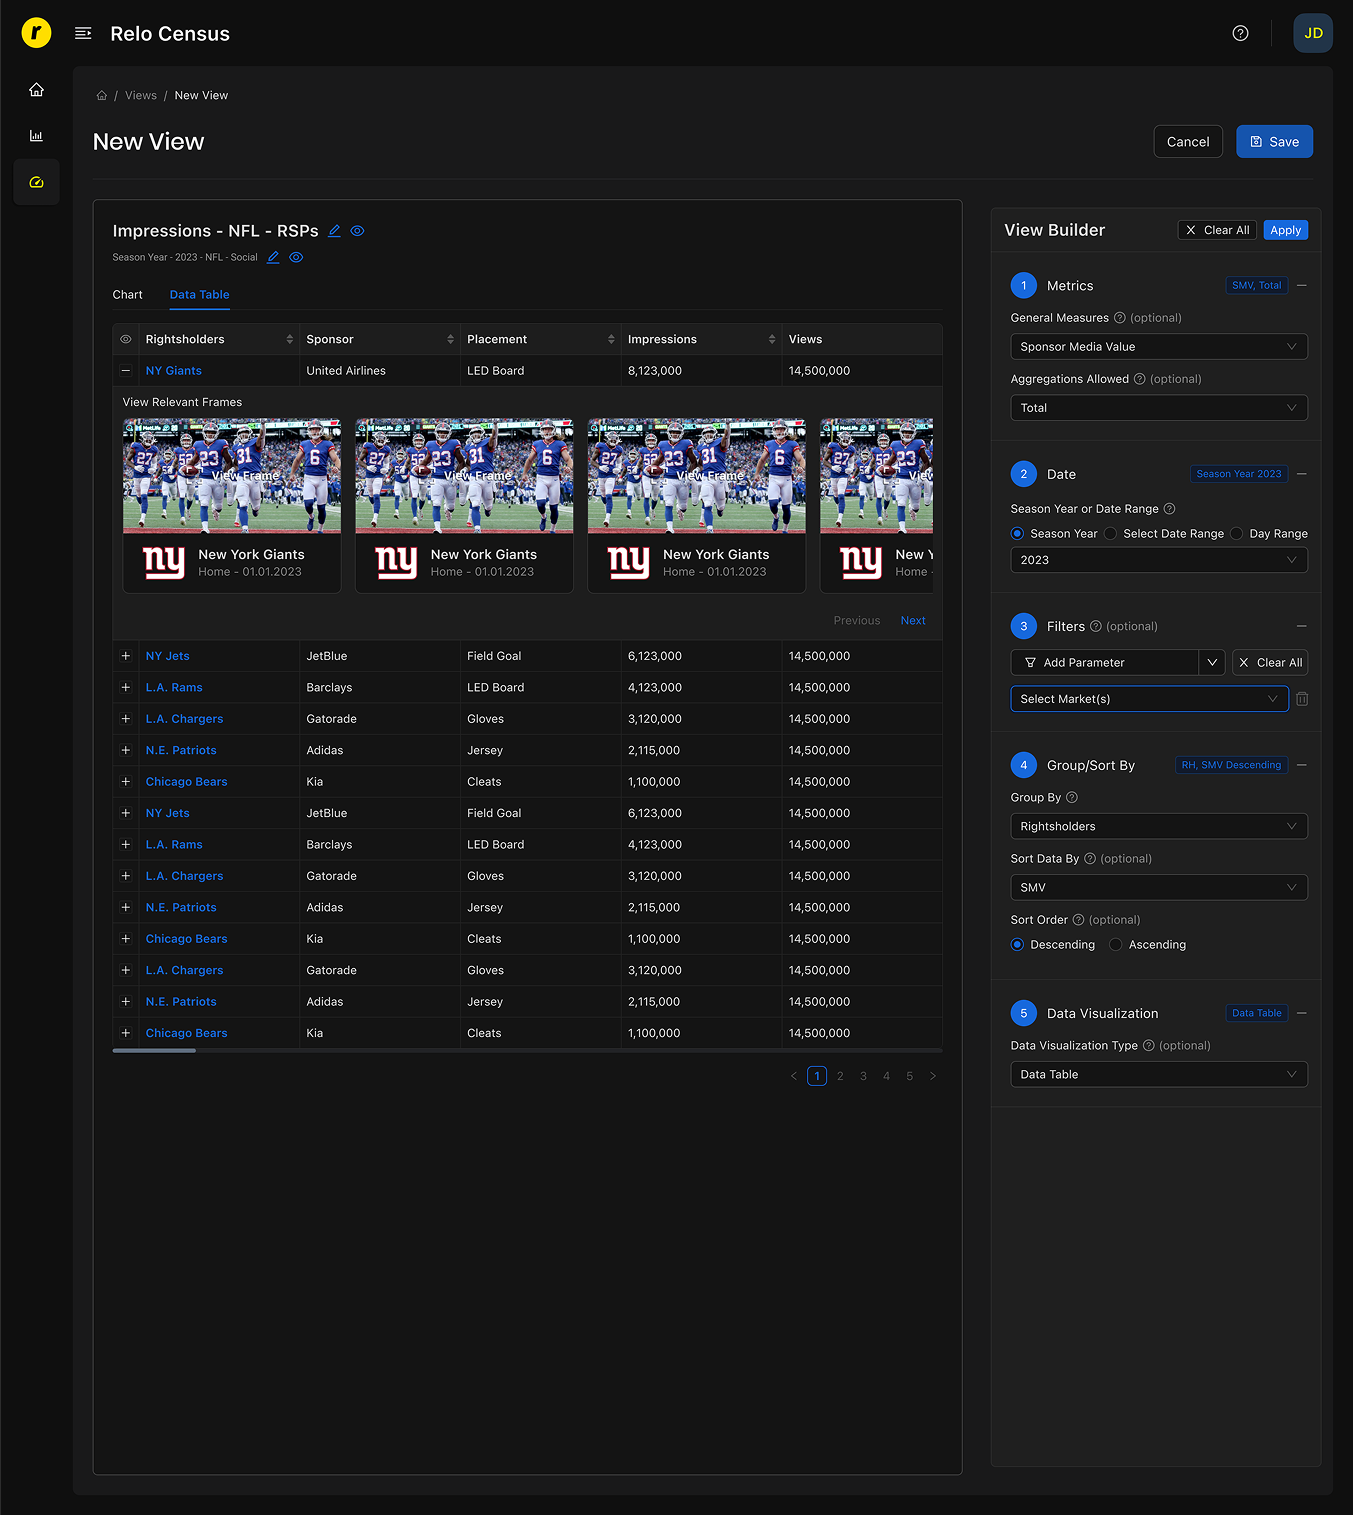 r
Relo Census
JD
/ Views / New View
New View
Cancel
Save
Impressions - NFL - RSPs
Season Year - 2023 - NFL - Social
Chart
Data Table
Rightsholders Sponsor Placement Impressions Views
NY Giants United Airlines LED Board 8,123,000 14,500,000
View Relevant Frames
View Frame
View Frame
View Frame
ny New York Giants
Home - 01.01.2023
ny New York Giants
Home - 01.01.2023
ny New York Giants
Home - 01.01.2023
ny New Y
Home -
Previous Next
NY Jets JetBlue Field Goal 6,123,000 14,500,000
L.A. Rams Barclays LED Board 4,123,000 14,500,000
L.A. Chargers Gatorade Gloves 3,120,000 14,500,000
N.E. Patriots Adidas Jersey 2,115,000 14,500,000
Chicago Bears Kia Cleats 1,100,000 14,500,000
NY Jets JetBlue Field Goal 6,123,000 14,500,000
L.A. Rams Barclays LED Board 4,123,000 14,500,000
L.A. Chargers Gatorade Gloves 3,120,000 14,500,000
N.E. Patriots Adidas Jersey 2,115,000 14,500,000
Chicago Bears Kia Cleats 1,100,000 14,500,000
L.A. Chargers Gatorade Gloves 3,120,000 14,500,000
N.E. Patriots Adidas Jersey 2,115,000 14,500,000
Chicago Bears Kia Cleats 1,100,000 14,500,000
< 1 2 3 4 5 >
View Builder
Clear All
Apply
1 Metrics SMV, Total
General Measures (optional)
Sponsor Media Value
Aggregations Allowed (optional)
Total
2 Date Season Year 2023
Season Year or Date Range
Season Year Select Date Range Day Range
2023
3 Filters (optional)
Add Parameter Clear All
Select Market(s)
4 Group/Sort By RH, SMV Descending
Group By
Rightsholders
Sort Data By (optional)
SMV
Sort Order (optional)
Descending Ascending
5 Data Visualization Data Table
Data Visualization Type (optional)
Data Table